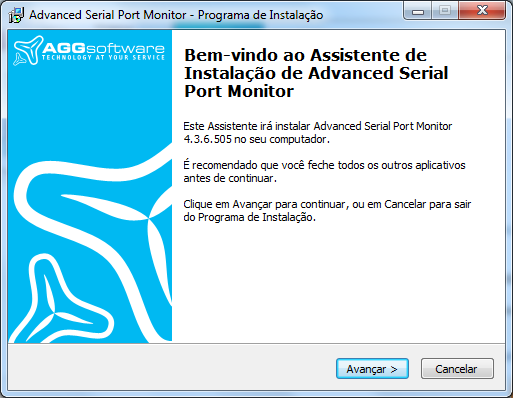 Advanced Serial Port Monitor - Programa de Instalação
AGGsoftware
TECHNOLOGY AT YOUR SERVICE
Bem-vindo ao Assistente de
Instalação de Advanced Serial
Port Monitor
Este Assistente irá instalar Advanced Serial Port Monitor
4.3.6.505 no seu computador.
É recomendado que você feche todos os outros aplicativos
antes de continuar.
Clique em Avançar para continuar, ou em Cancelar para sair
do Programa de Instalação.
Avançar >
Cancelar